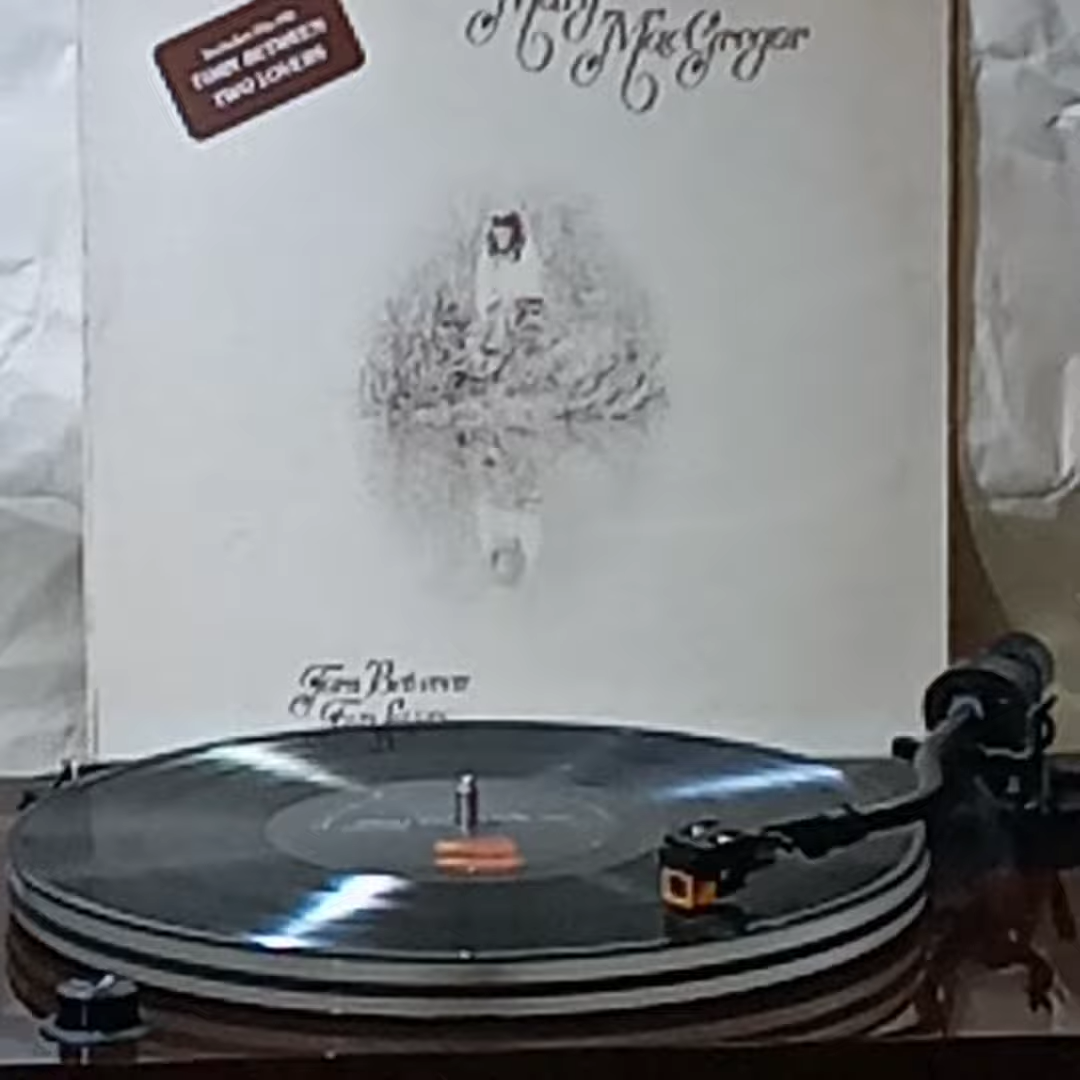 Includes the Hit
TORN BETWEEN
TWO LOVERS
Mary
MacGregor
Torn Between
Two Lovers